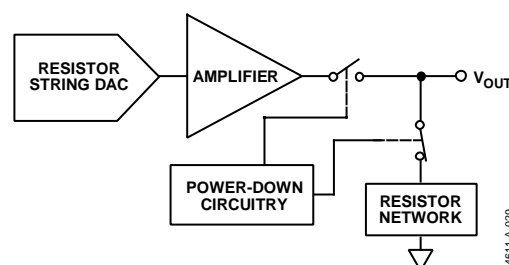 RESISTOR
STRING DAC
AMPLIFIER
VOUT
POWER-DOWN
CIRCUITRY
RESISTOR
NETWORK